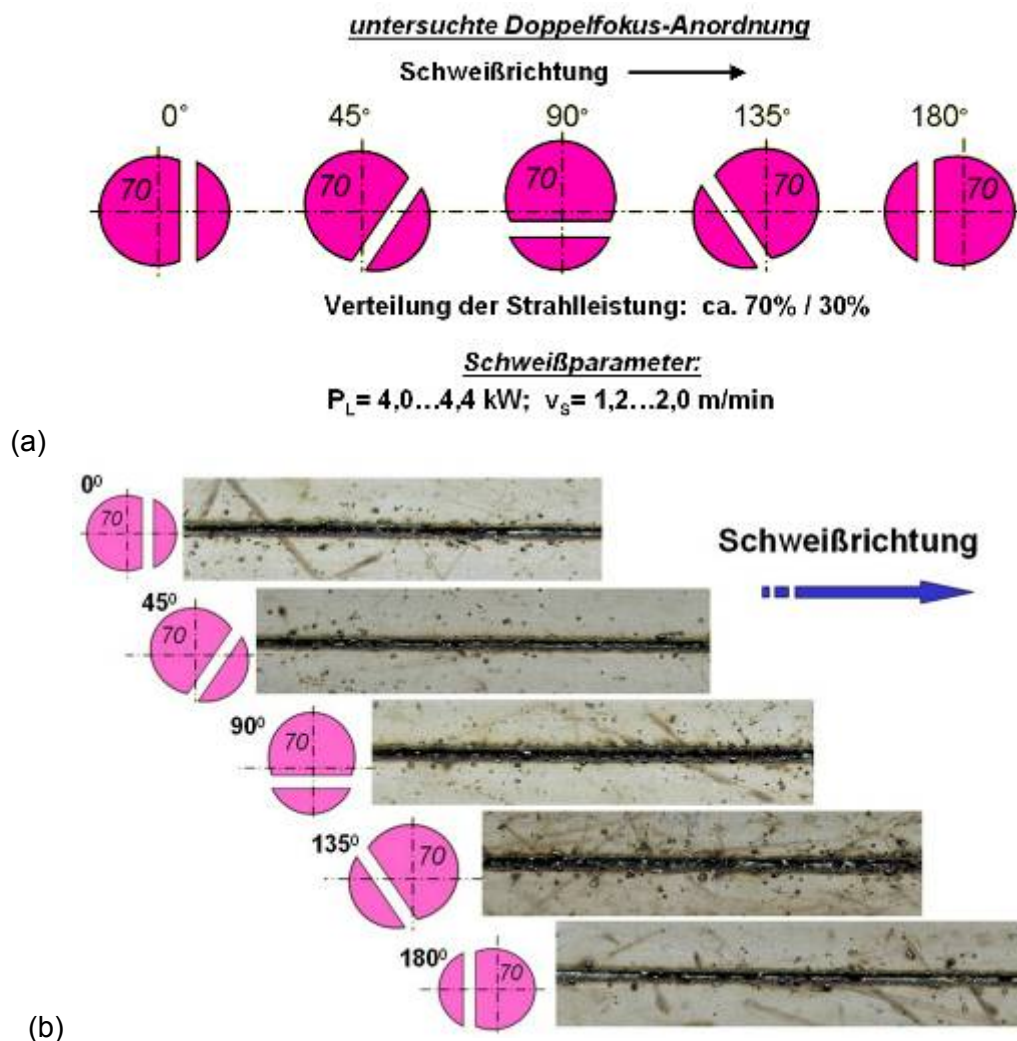 untersuchte Doppelfokus-Anordnung
Schweißrichtung
0° 45° 90° 135° 180°
70 70 70 70 70
Verteilung der Strahlleistung: ca. 70% / 30%
Schweißparameter:
P_L= 4,0...4,4 kW; v_S= 1,2...2,0 m/min
(a)
0⁰
70
Schweißrichtung
45⁰
70
90⁰
70
135⁰
70
180⁰
70
(b)